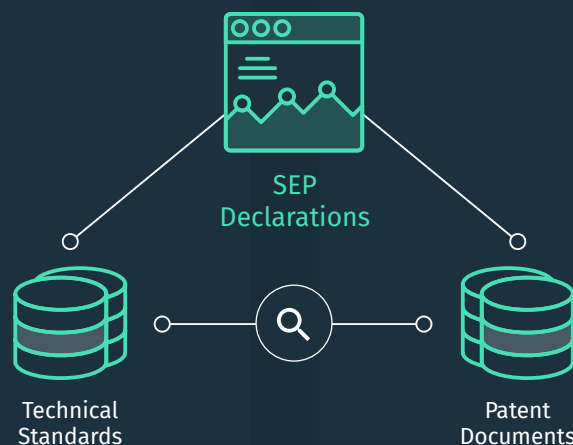 SEP
Declarations
Technical
Standards
Patent
Documents